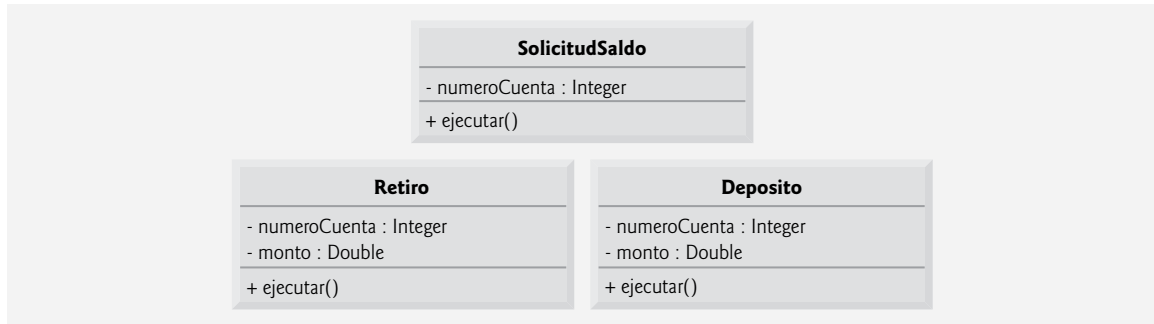 SolicitudSaldo
- numeroCuenta : Integer
+ ejecutar()
Retiro
- numeroCuenta : Integer
- monto : Double
+ ejecutar()
Deposito
- numeroCuenta : Integer
- monto : Double
+ ejecutar()